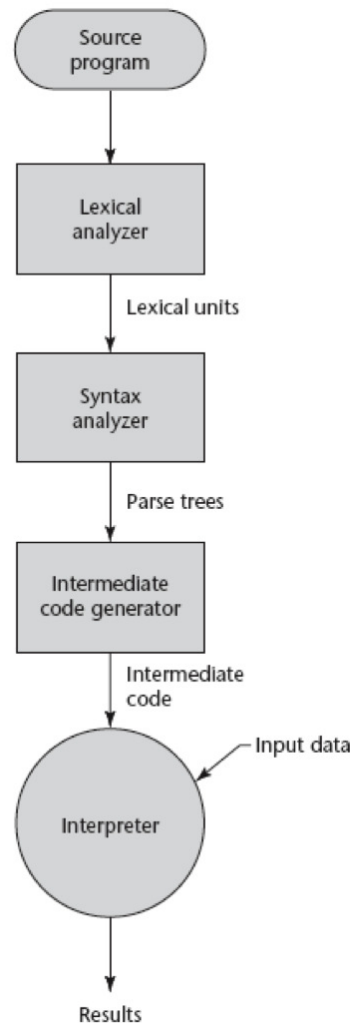 Source
program
Lexical
analyzer
Lexical units
Syntax
analyzer
Parse trees
Intermediate
code generator
Intermediate
code
Input data
Interpreter
Results